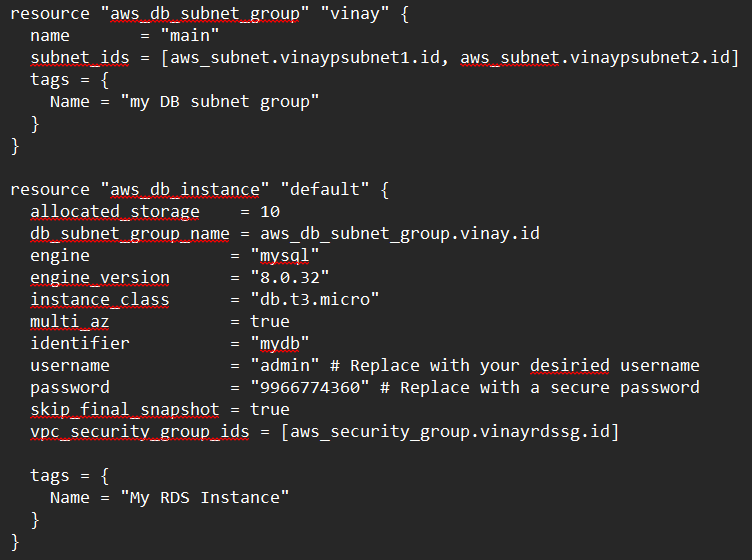 resource "aws_db_subnet_group" "vinay" {
  name       = "main"
  subnet_ids = [aws_subnet.vinaypsubnet1.id, aws_subnet.vinaypsubnet2.id]
  tags = {
    Name = "my DB subnet group"
  }
}

resource "aws_db_instance" "default" {
  allocated_storage    = 10
  db_subnet_group_name = aws_db_subnet_group.vinay.id
  engine              = "mysql"
  engine_version      = "8.0.32"
  instance_class      = "db.t3.micro"
  multi_az            = true
  identifier          = "mydb"
  username            = "admin" # Replace with your desiried username
  password            = "9966774360" # Replace with a secure password
  skip_final_snapshot = true
  vpc_security_group_ids = [aws_security_group.vinayrdssg.id]

  tags = {
    Name = "My RDS Instance"
  }
}